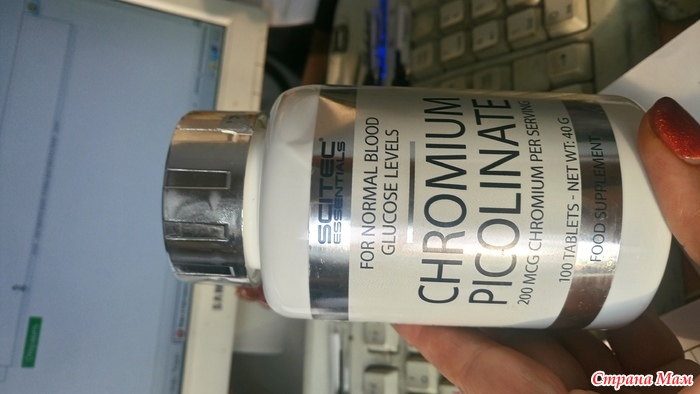 SCITEC
ESSENTIALS
FOR NORMAL BLOOD
GLUCOSE LEVELS
CHROMIUM
PICOLINATE
200 MCG CHROMIUM PER SERVING
100 TABLETS - NET WT: 40 G
FOOD SUPPLEMENT
Страна Мам